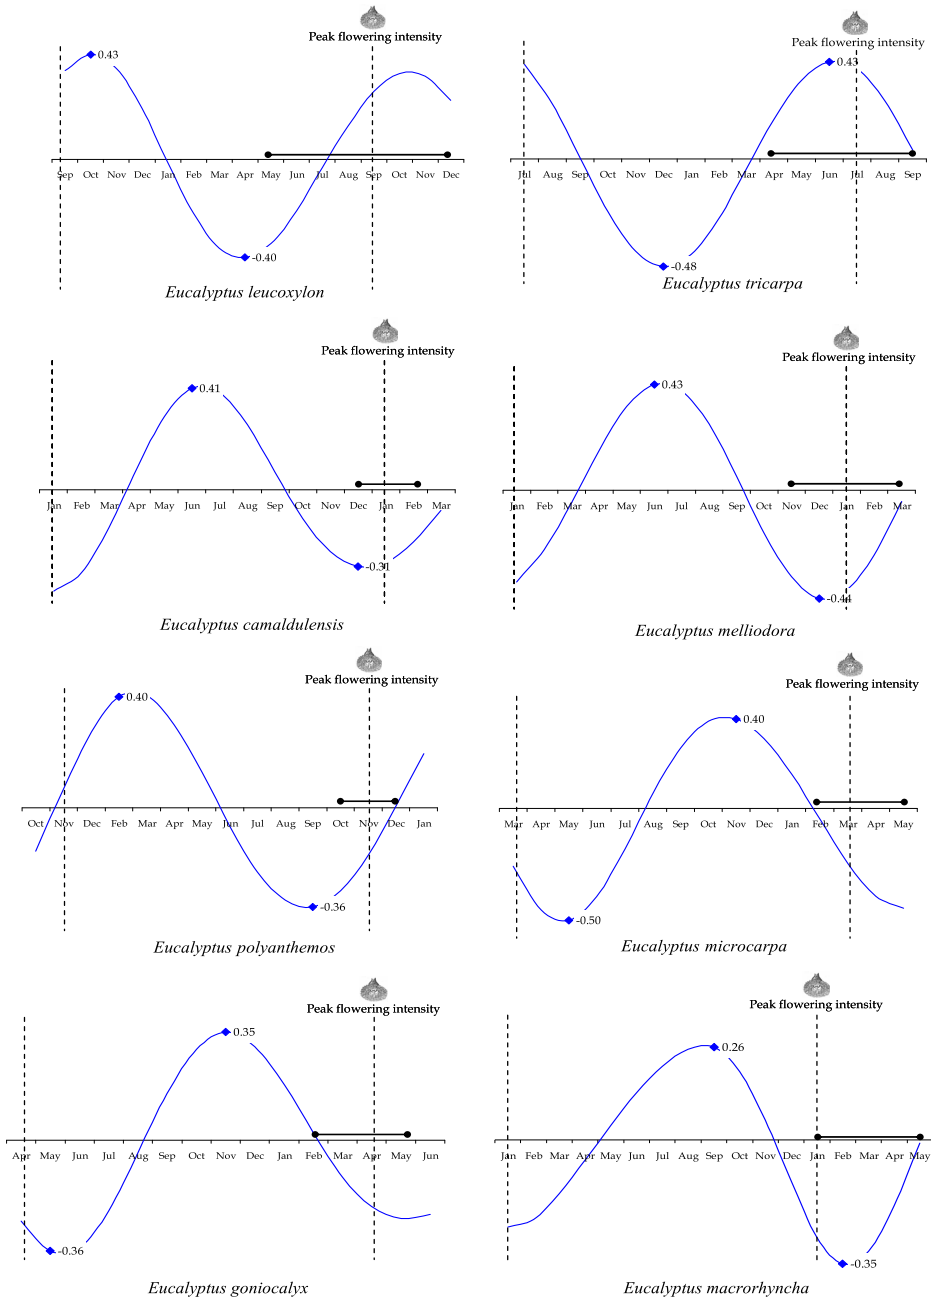 Peak flowering intensity
0.43
Sep Oct Nov Dec Jan Feb Mar Apr May Jun Jul Aug Sep Oct Nov Dec
-0.40
Eucalyptus leucoxylon
Peak flowering intensity
0.43
Jul Aug Sep Oct Nov Dec Jan Feb Mar Apr May Jun Jul Aug Sep
-0.48
Eucalyptus tricarpa
Peak flowering intensity
0.41
Jan Feb Mar Apr May Jun Jul Aug Sep Oct Nov Dec Jan Feb Mar
-0.31
Eucalyptus camaldulensis
Peak flowering intensity
0.43
Jan Feb Mar Apr May Jun Jul Aug Sep Oct Nov Dec Jan Feb Mar
-0.44
Eucalyptus melliodora
Peak flowering intensity
0.40
Oct Nov Dec Feb Mar Apr May Jun Jul Aug Sep Oct Nov Dec Jan
-0.36
Eucalyptus polyanthemos
Peak flowering intensity
0.40
Mar Apr May Jun Jul Aug Sep Oct Nov Dec Jan Feb Mar Apr May
-0.50
Eucalyptus microcarpa
Peak flowering intensity
0.35
Apr May Jun Jul Aug Sep Oct Nov Dec Jan Feb Apr May Jun
-0.36
Eucalyptus goniocalyx
Peak flowering intensity
0.26
Jan Feb Mar Apr May Jun Jul Aug Sep Oct Nov Dec Jan Feb Mar Apr May
-0.35
Eucalyptus macrorhyncha